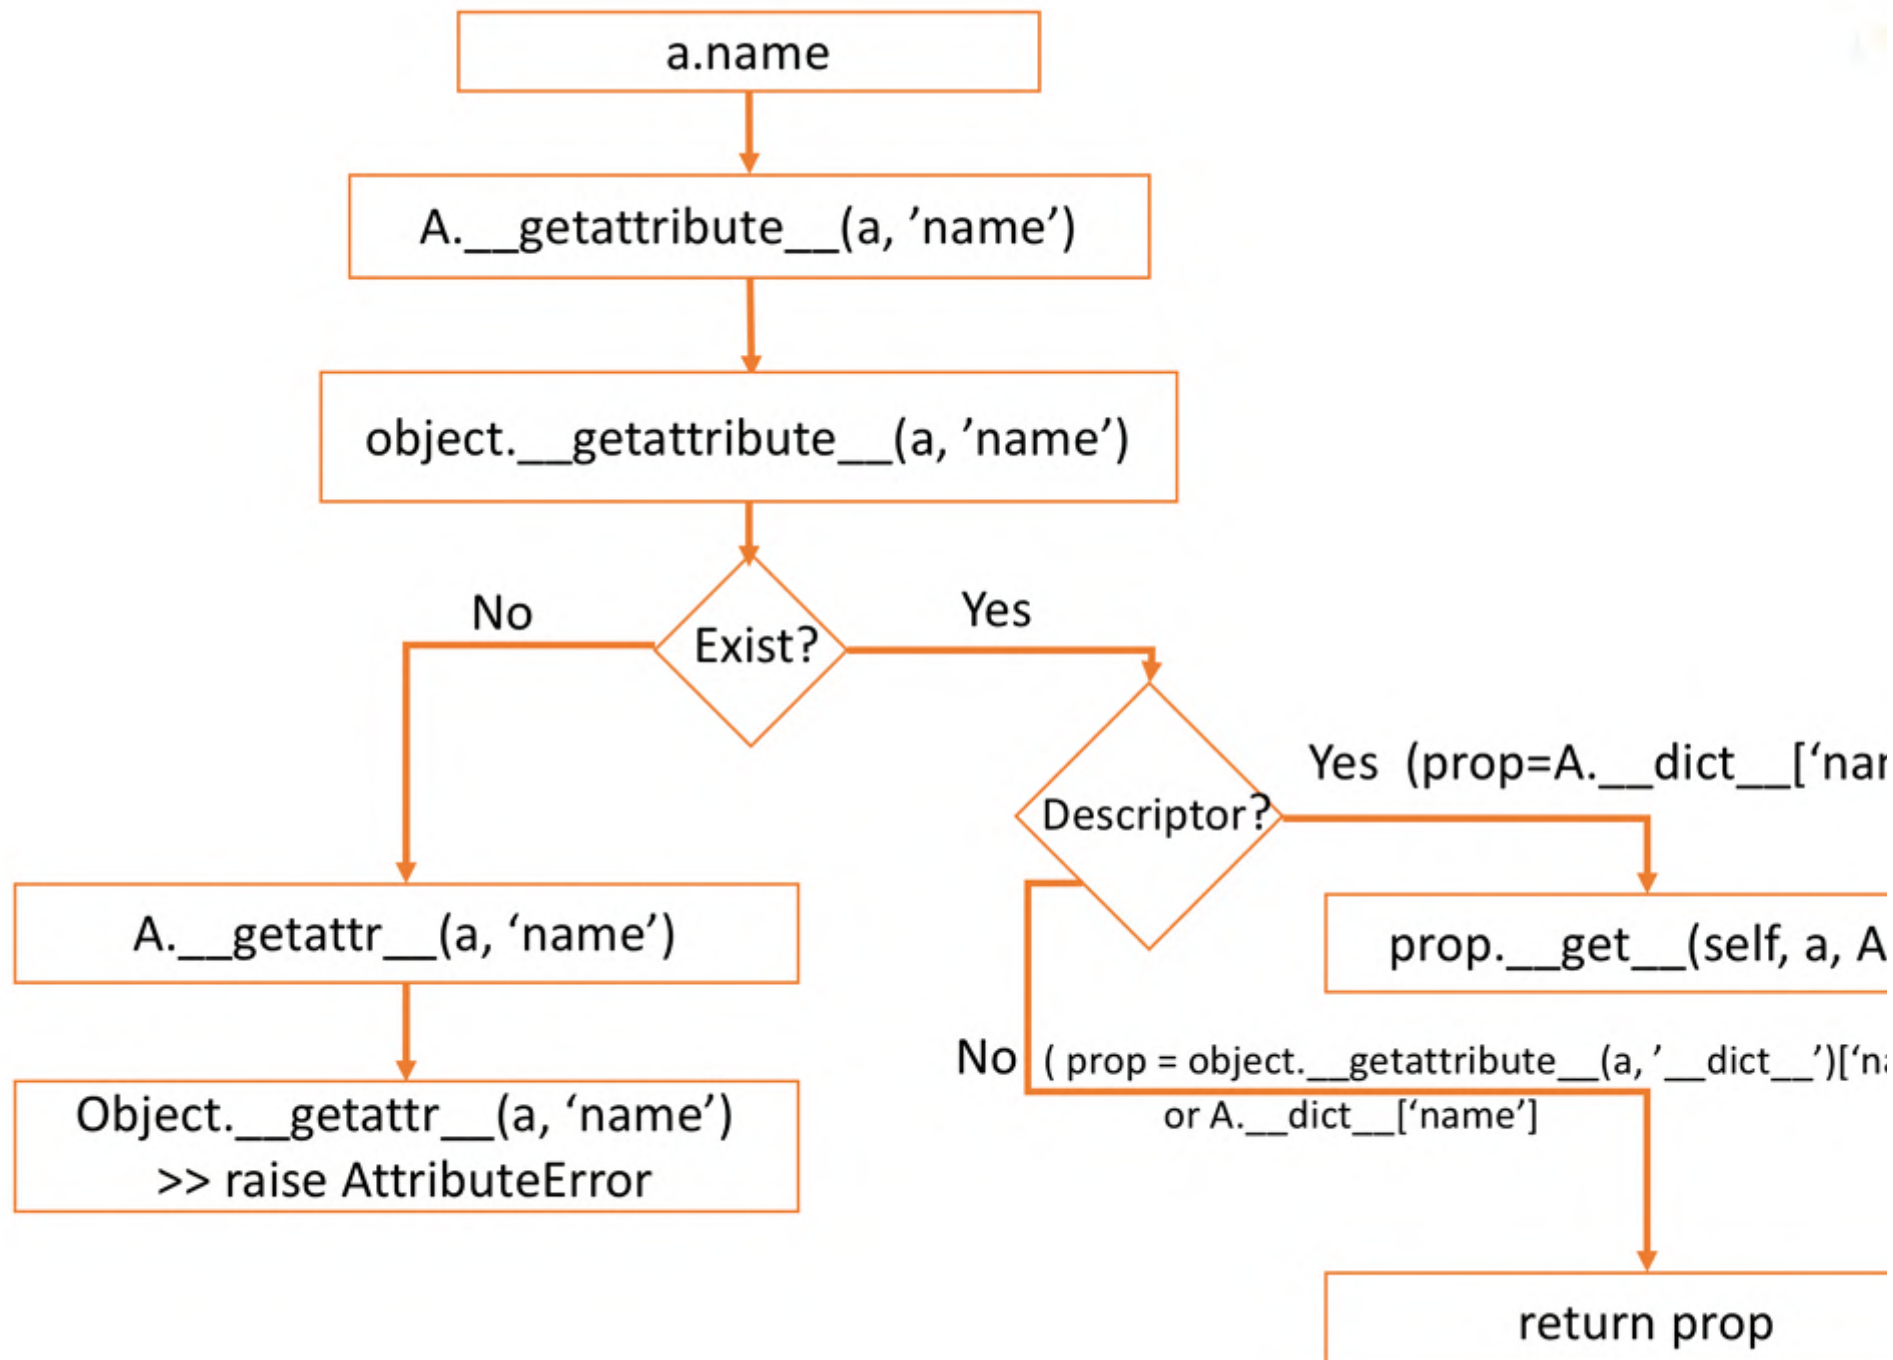 a.name
A.__getattribute__(a, ’name’)
object.__getattribute__(a, ’name’)
No
Exist?
Yes
Descriptor?
Yes (prop=A.__dict__[‘nam
A.__getattr__(a, ‘name’)
prop.__get__(self, a, A
No ( prop = object.__getattribute__(a, ’__dict__’)[‘na
or A.__dict__[‘name’]
Object.__getattr__(a, ‘name’)
>> raise AttributeError
return prop